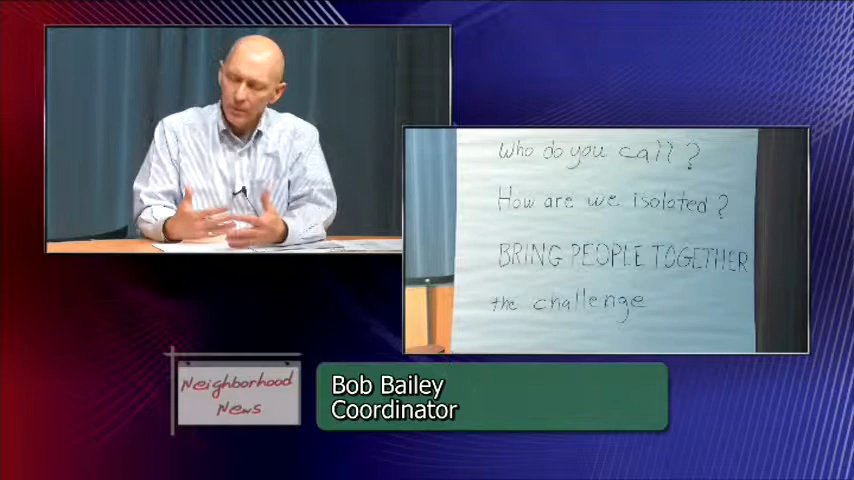 Who do you call?
How are we isolated?
BRING PEOPLE TOGETHER
the challenge
Neighborhood
News
Bob Bailey
Coordinator